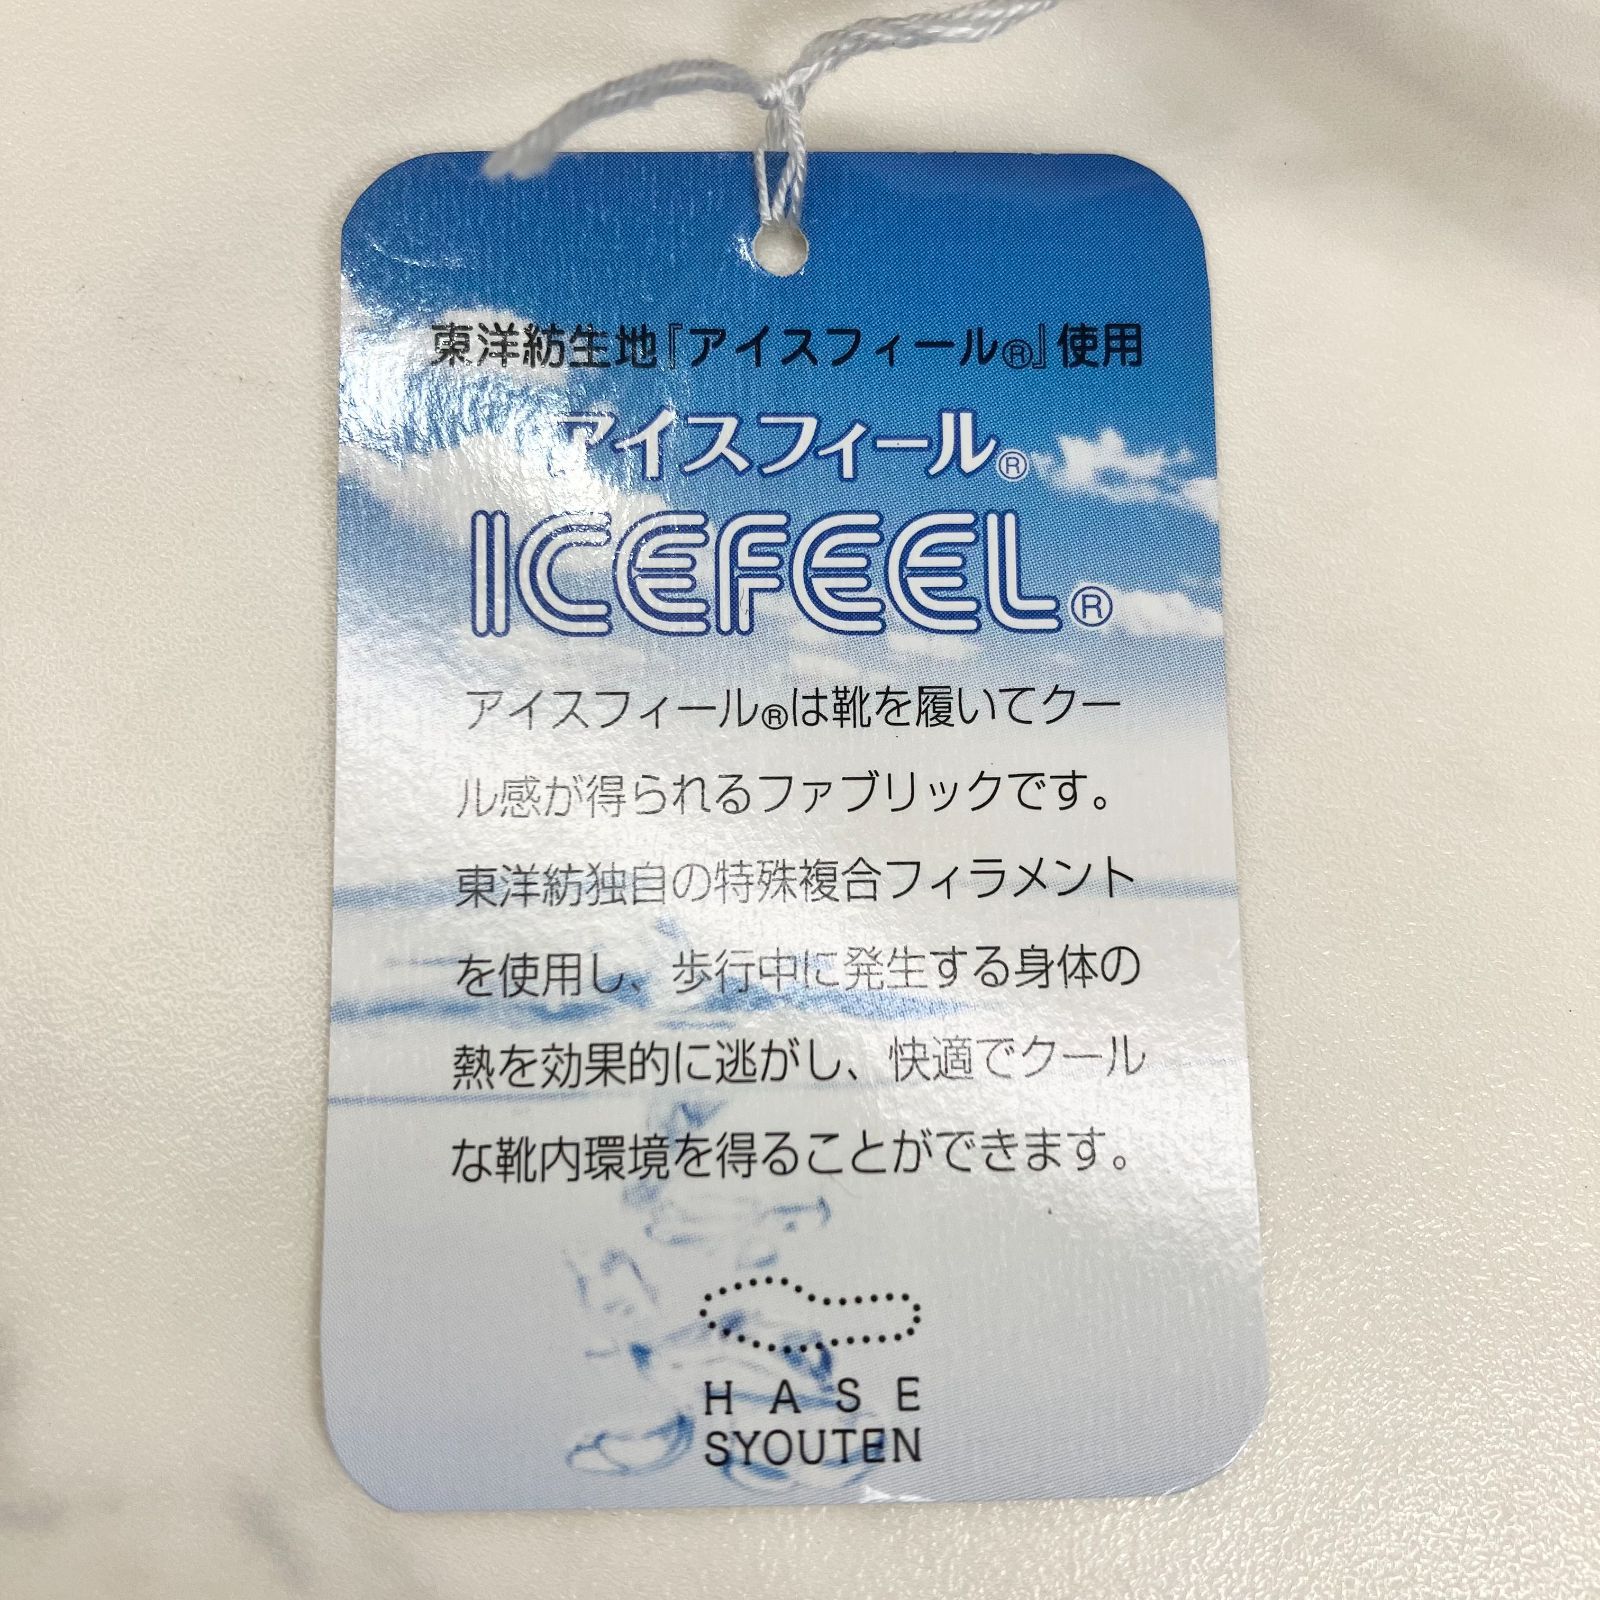 東洋紡生地『アイスフィール®』使用
アイスフィール®
ICEFEEL®
アイスフィール®は靴を履いてクー
ル感が得られるファブリックです。
東洋紡独自の特殊複合フィラメント
を使用し、歩行中に発生する身体の
熱を効果的に逃がし、快適でクール
な靴内環境を得ることができます。
HASE
SYOUTEN